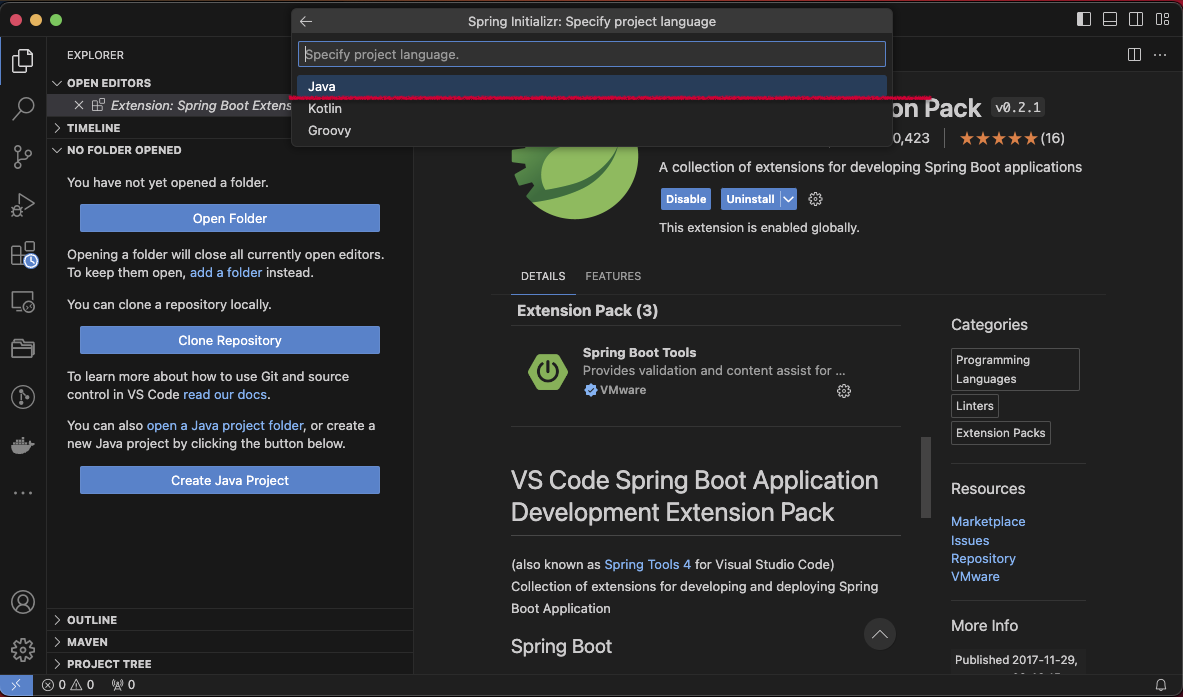 Spring Initializr: Specify project language
Specify project language.
Java
Kotlin
Groovy
EXPLORER
OPEN EDITORS
Extension: Spring Boot Extens
TIMELINE
NO FOLDER OPENED
You have not yet opened a folder.
Open Folder
Opening a folder will close all currently open editors.
To keep them open, add a folder instead.
You can clone a repository locally.
Clone Repository
To learn more about how to use Git and source
control in VS Code read our docs.
You can also open a Java project folder, or create a
new Java project by clicking the button below.
Create Java Project
OUTLINE
MAVEN
PROJECT TREE
on Pack v0.2.1
0,423 (16)
A collection of extensions for developing Spring Boot applications
Disable Uninstall
This extension is enabled globally.
DETAILS FEATURES
Extension Pack (3)
Spring Boot Tools
Provides validation and content assist for ...
VMware
VS Code Spring Boot Application
Development Extension Pack
(also known as Spring Tools 4 for Visual Studio Code)
Collection of extensions for developing and deploying Spring
Boot Application
Spring Boot
Categories
Programming
Languages
Linters
Extension Packs
Resources
Marketplace
Issues
Repository
VMware
More Info
Published 2017-11-29,
0 0 0